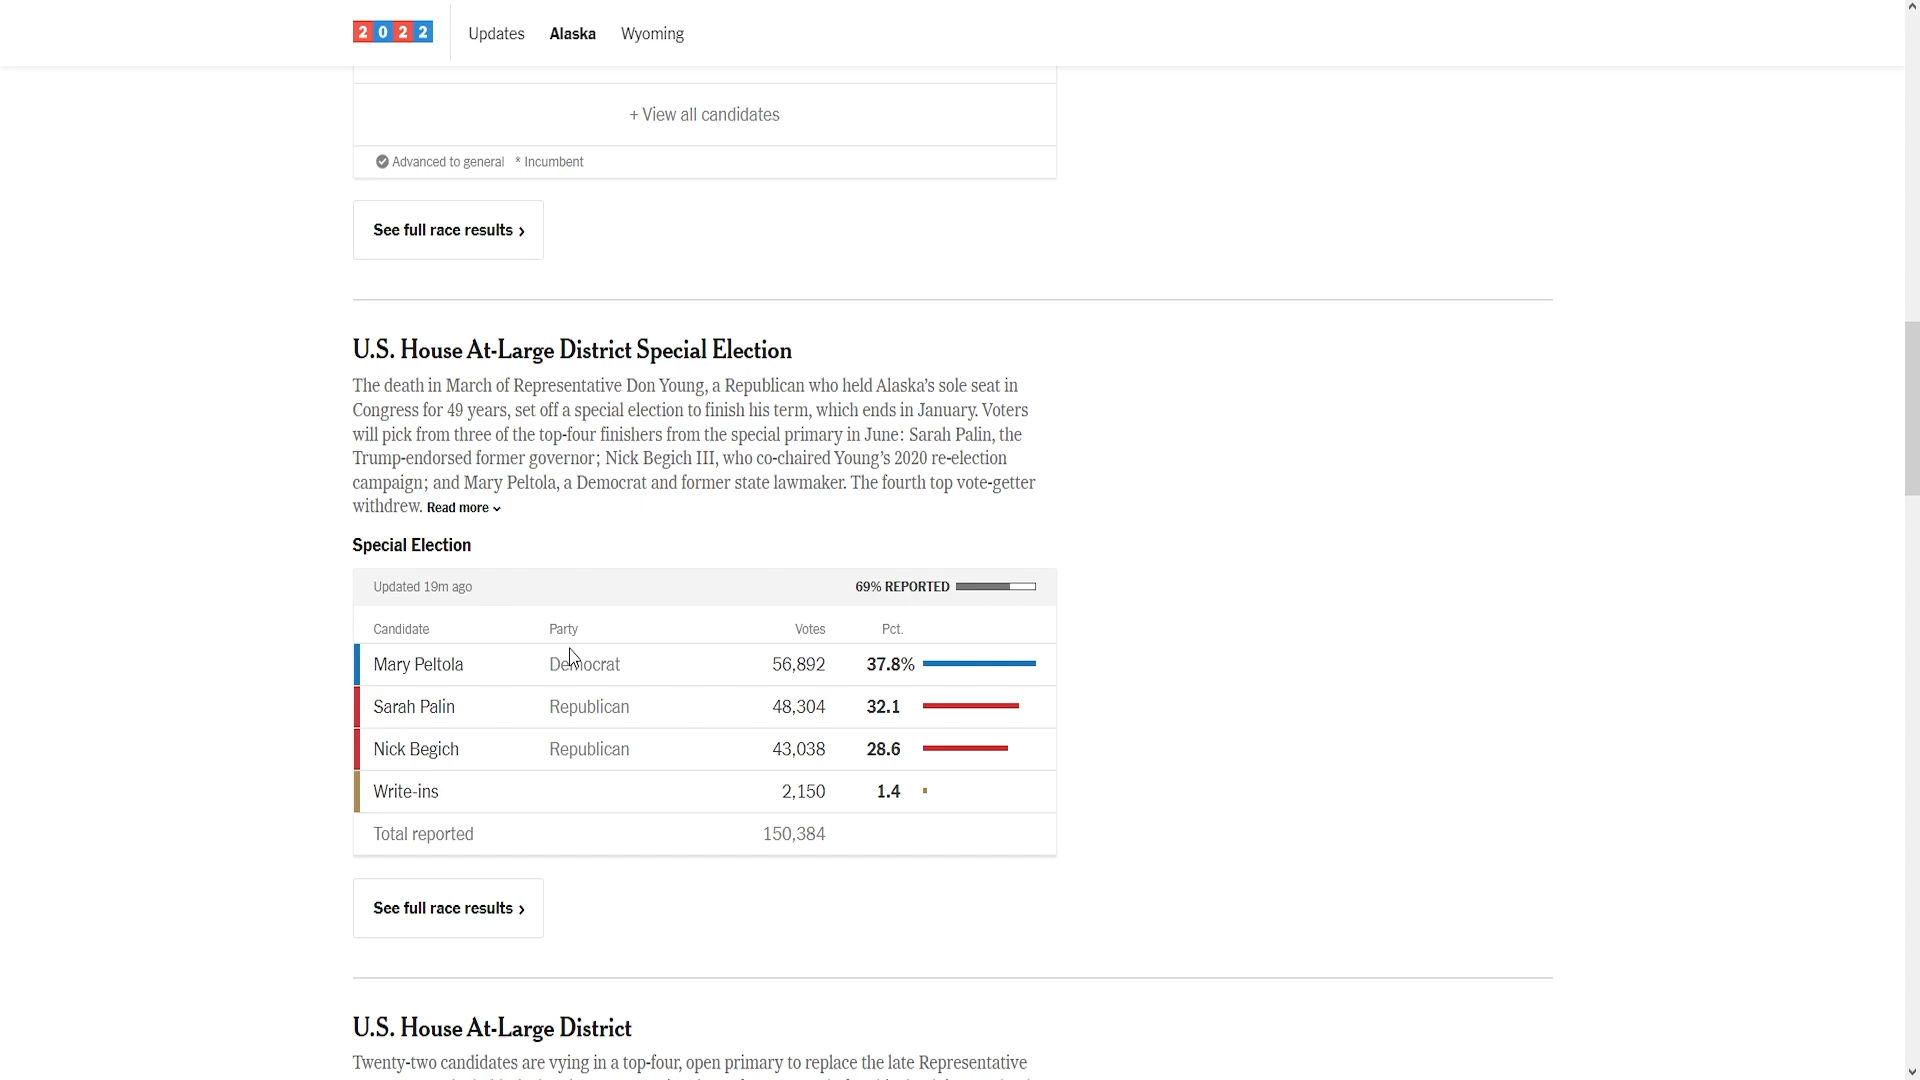 2022 Updates Alaska Wyoming
+ View all candidates
Advanced to general * Incumbent
See full race results ›
U.S. House At-Large District Special Election
The death in March of Representative Don Young, a Republican who held Alaska’s sole seat in
Congress for 49 years, set off a special election to finish his term, which ends in January. Voters
will pick from three of the top-four finishers from the special primary in June: Sarah Palin, the
Trump-endorsed former governor; Nick Begich III, who co-chaired Young’s 2020 re-election
campaign; and Mary Peltola, a Democrat and former state lawmaker. The fourth top vote-getter
withdrew. Read more
Special Election
Updated 19m ago 69% REPORTED
Candidate Party Votes Pct.
Mary Peltola Democrat 56,892 37.8%
Sarah Palin Republican 48,304 32.1
Nick Begich Republican 43,038 28.6
Write-ins 2,150 1.4
Total reported 150,384
See full race results ›
U.S. House At-Large District
Twenty-two candidates are vying in a top-four, open primary to replace the late Representative